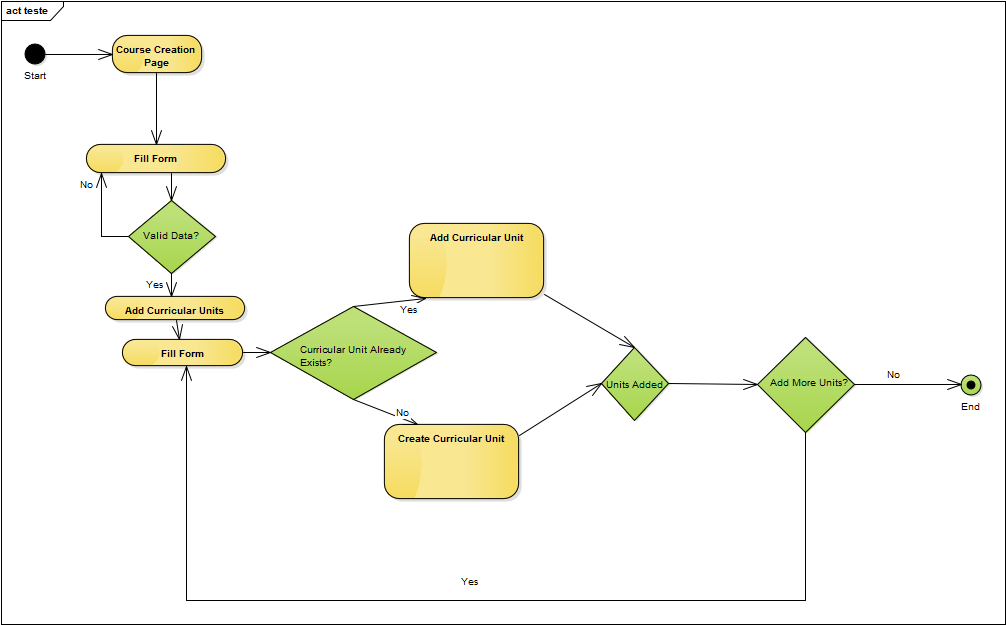 act teste
Start
Course Creation
Page
Fill Form
No
Valid Data?
Yes
Add Curricular Units
Fill Form
Curricular Unit Already
Exists?
Yes
Add Curricular Unit
No
Create Curricular Unit
Units Added
Add More Units?
No
End
Yes